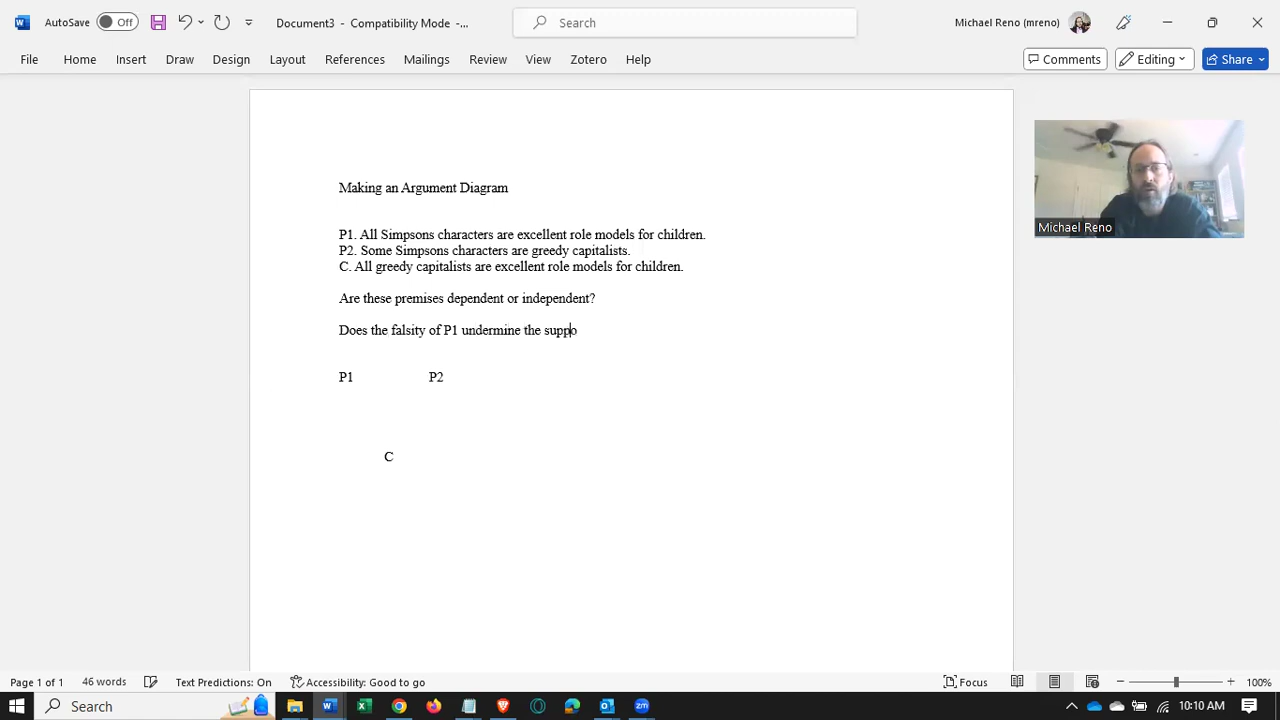 AutoSave Off Document3 - Compatibility Mode -... Search Michael Reno (mreno)
File Home Insert Draw Design Layout References Mailings Review View Zotero Help Comments Editing Share
Making an Argument Diagram
P1. All Simpsons characters are excellent role models for children.
P2. Some Simpsons characters are greedy capitalists.
C. All greedy capitalists are excellent role models for children.
Are these premises dependent or independent?
Does the falsity of P1 undermine the suppo
P1 P2
C
Michael Reno
Page 1 of 1 46 words Text Predictions: On Accessibility: Good to go Focus 100%
Search 10:10 AM